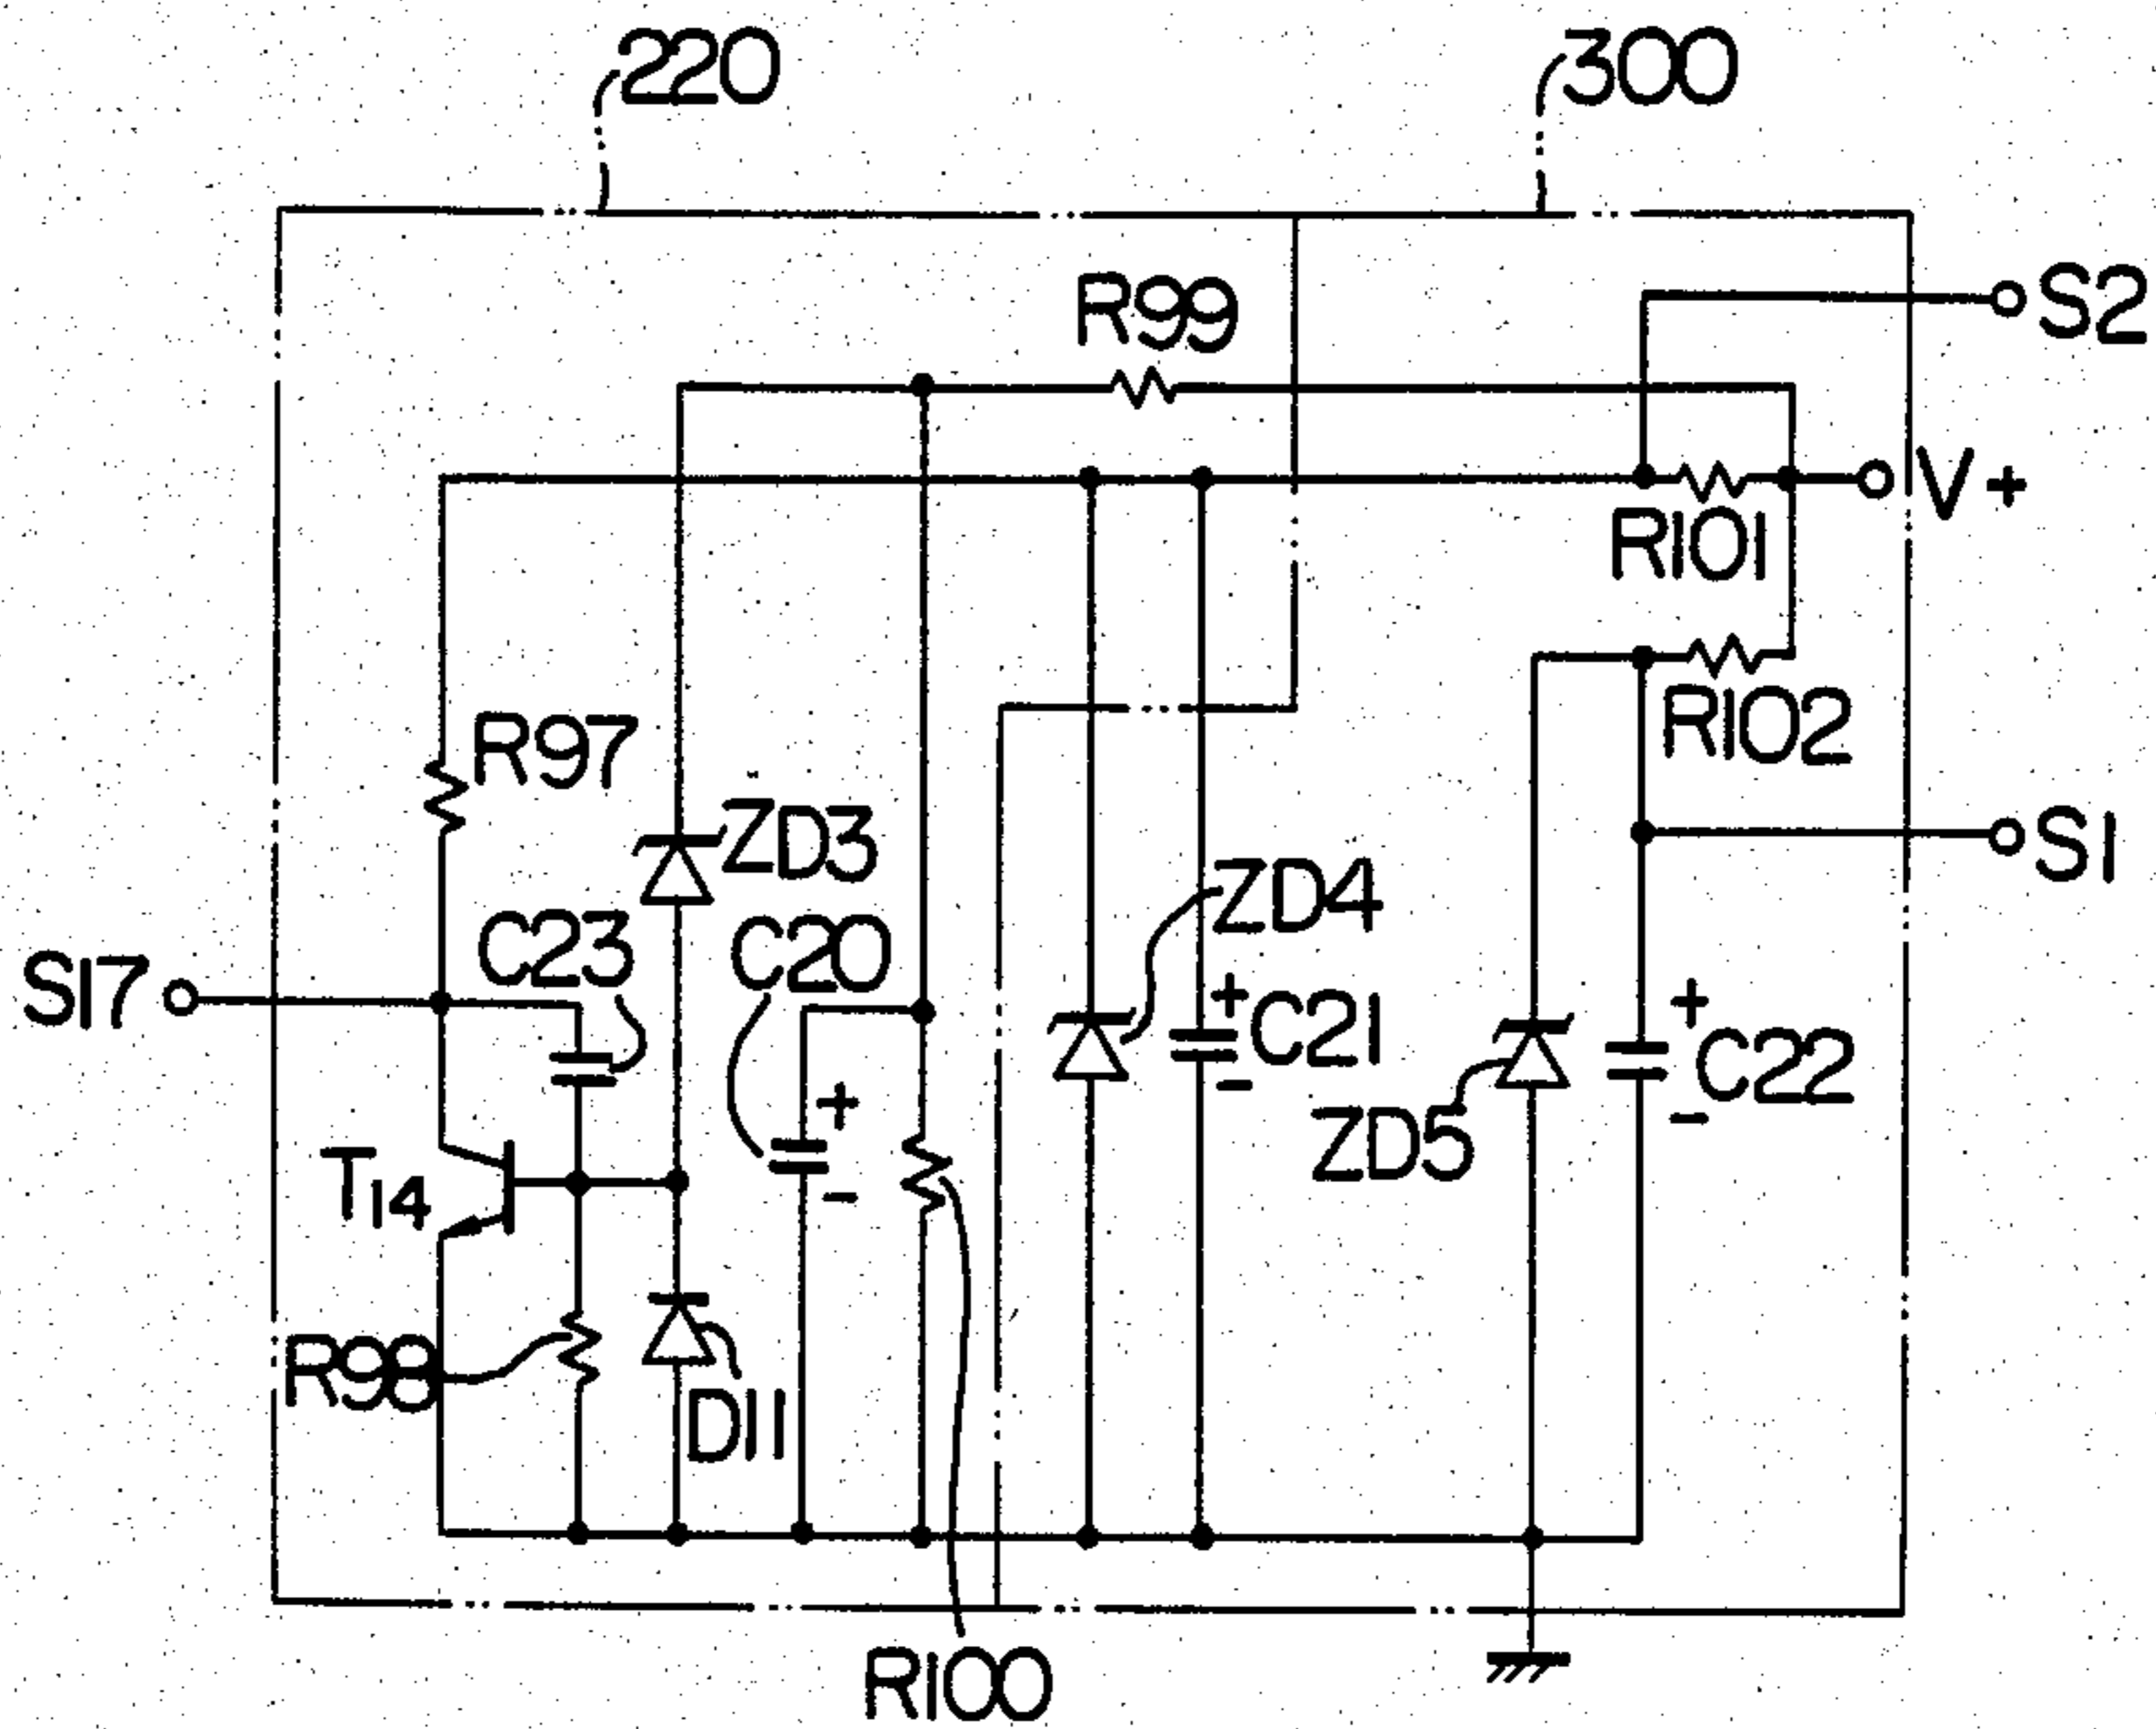 220
300
S2
R99
V+
R101
R102
R97
ZD3
S1
ZD4
C23
C20
S17
+
C21
-
+
C22
-
ZD5
+
-
T14
R98
D11
R100